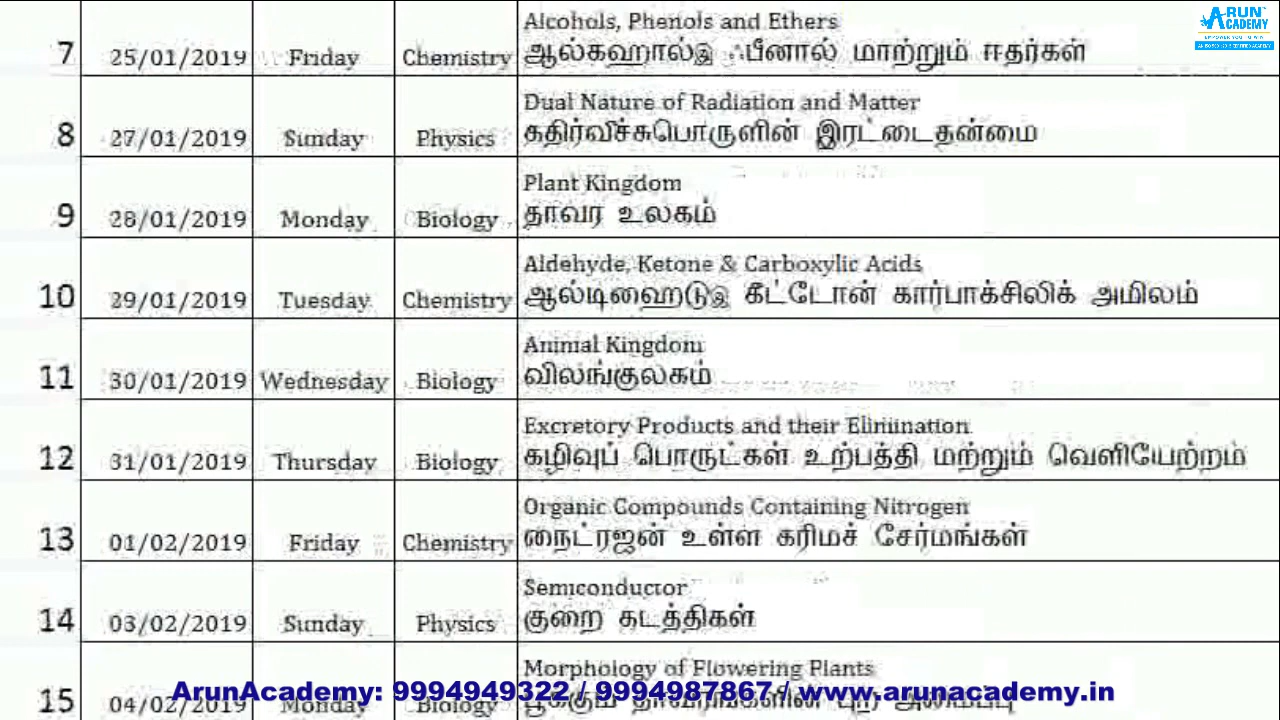 ARUN
ACADEMY
Alcohols, Phenols and Ethers
7 25/01/2019 Friday Chemistry ஆல்கஹால்இ ஃபீனால் மாற்றும் ஈதர்கள்
Dual Nature of Radiation and Matter
8 27/01/2019 Sunday Physics கதிர்வீச்சுபொருளின் இரட்டைதன்மை
Plant Kingdom
9 28/01/2019 Monday Biology தாவர உலகம்
Aldehyde, Ketone & Carboxylic Acids
10 29/01/2019 Tuesday Chemistry ஆல்டிஹைடுஇ கீட்டோன் கார்பாக்சிலிக் அமிலம்
Animal Kingdom
11 30/01/2019 Wednesday Biology விலங்குலகம்
Excretory Products and their Elimination
12 31/01/2019 Thursday Biology கழிவுப் பொருட்கள் உற்பத்தி மற்றும் வெளியேற்றம்
Organic Compounds Containing Nitrogen
13 01/02/2019 Friday Chemistry நைட்ரஜன் உள்ள கரிமச் சேர்மங்கள்
Semiconductor
14 03/02/2019 Sunday Physics குறை கடத்திகள்
Morphology of Flowering Plants
15 04/02/2019 Monday Biology
ArunAcademy: 9994949322 / 9994987867 / www.arunacademy.in